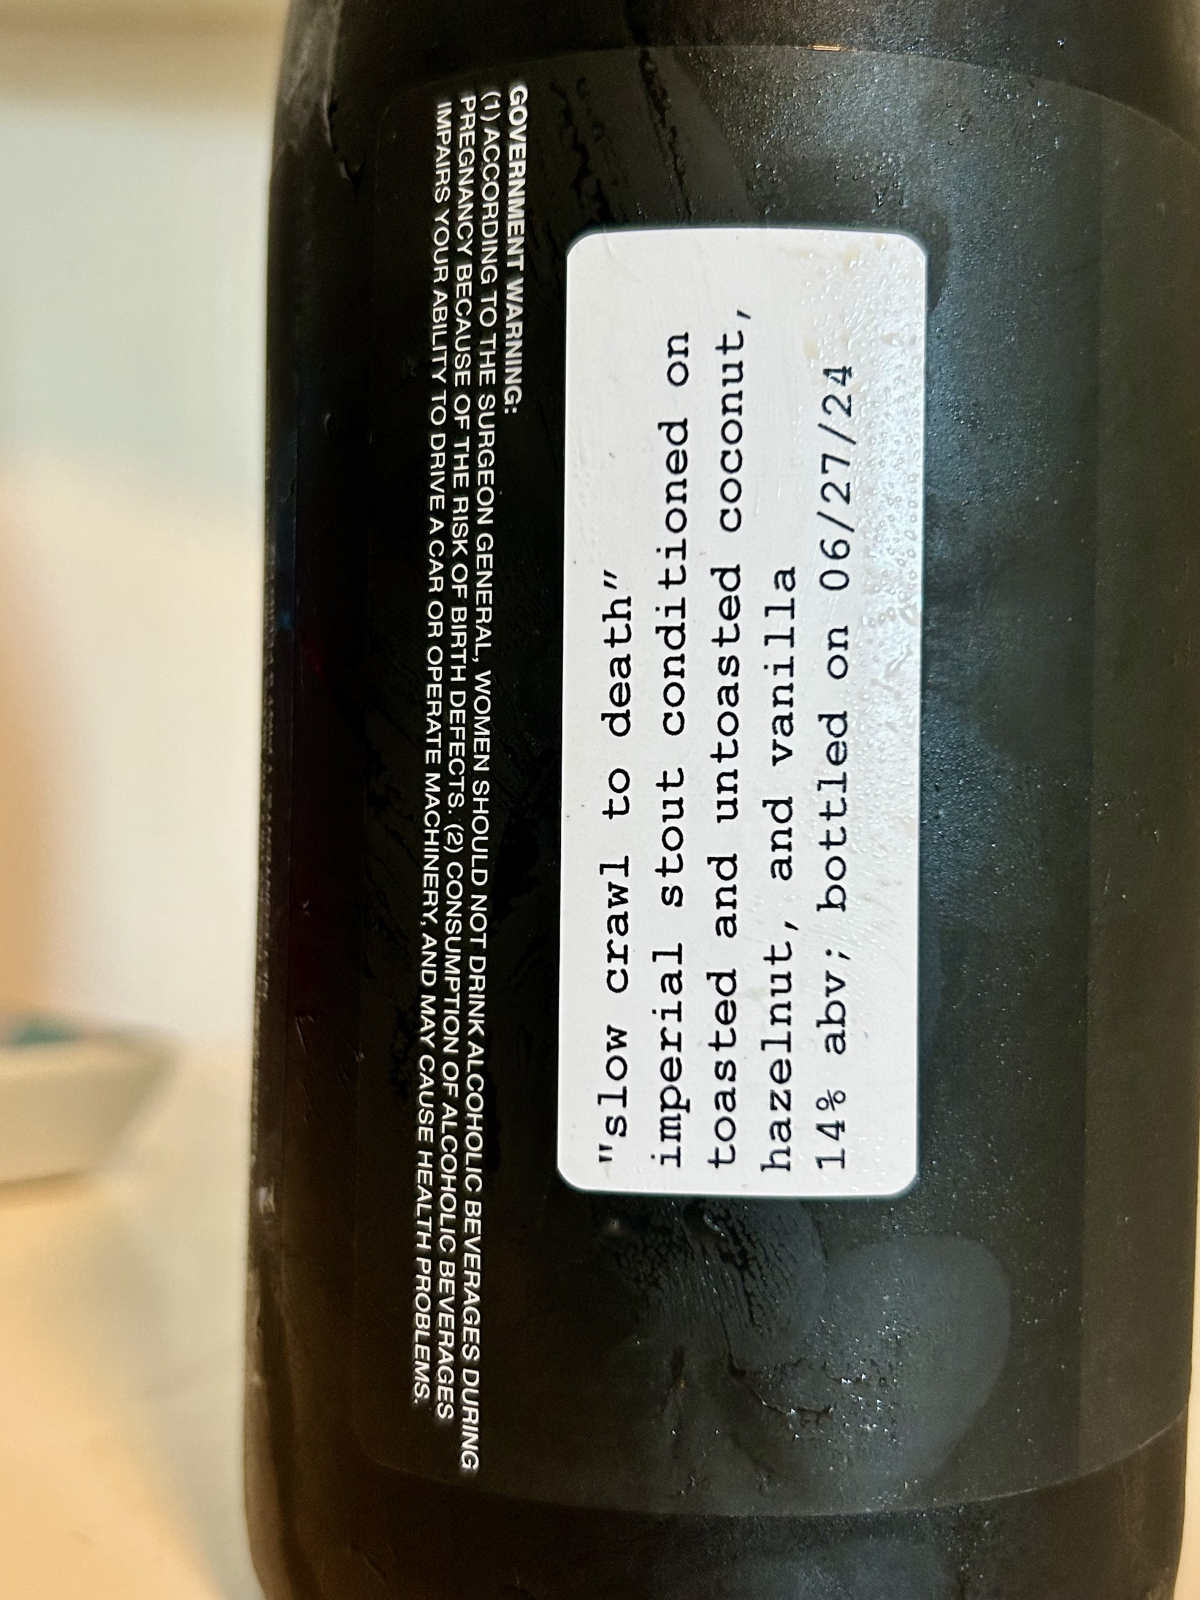 GOVERNMENT WARNING:
(1) ACCORDING TO THE SURGEON GENERAL, WOMEN SHOULD NOT DRINK ALCOHOLIC BEVERAGES DURING
PREGNANCY BECAUSE OF THE RISK OF BIRTH DEFECTS. (2) CONSUMPTION OF ALCOHOLIC BEVERAGES
IMPAIRS YOUR ABILITY TO DRIVE A CAR OR OPERATE MACHINERY, AND MAY CAUSE HEALTH PROBLEMS.
"slow crawl to death"
imperial stout conditioned on
toasted and untoasted coconut,
hazelnut, and vanilla
14% abv; bottled on 06/27/24